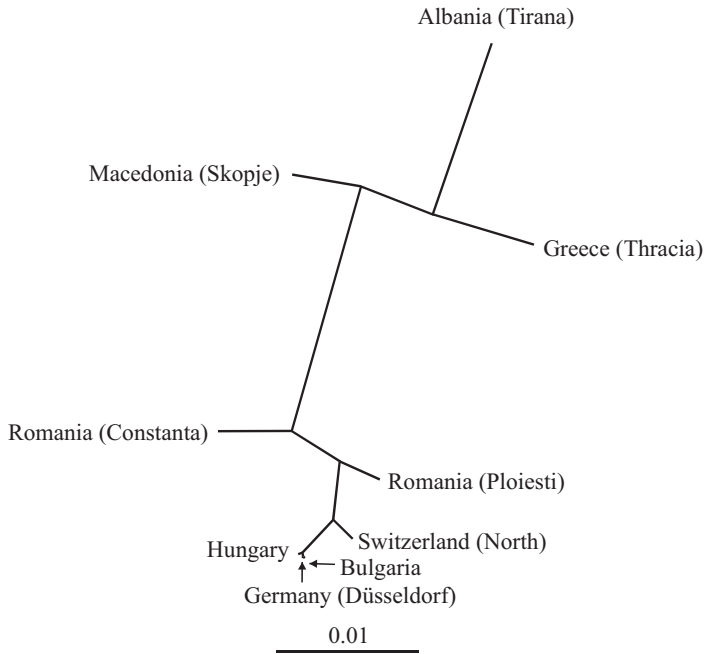 Albania (Tirana)
Macedonia (Skopje)
Greece (Thracia)
Romania (Constanta)
Romania (Ploiesti)
Switzerland (North)
Hungary
Bulgaria
Germany (Düsseldorf)
0.01